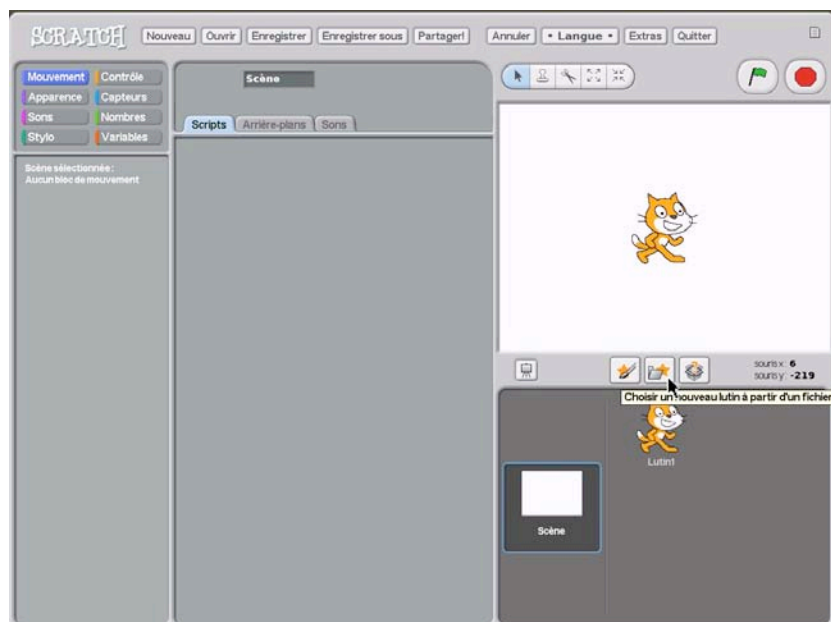 SCRATCH
Nouveau Ouvrir Enregistrer Enregistrer sous Partager! Annuler • Langue • Extras Quitter
Mouvement Contrôle
Apparence Capteurs
Sons Nombres
Stylo Variables
Scène sélectionnée:
Aucun bloc de mouvement
Scène
Scripts Arrière-plans Sons
souris x: 6
souris y: -219
Choisir un nouveau lutin à partir d'un fichier
Lutin1
Scène